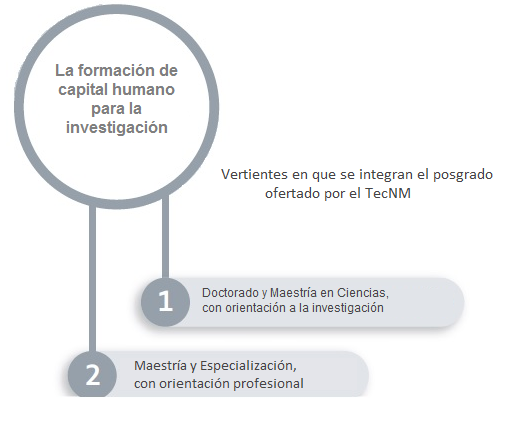 La formación de
capital humano
para la
investigación
Vertientes en que se integran el posgrado
ofertado por el TecNM
1
Doctorado y Maestría en Ciencias,
con orientación a la investigación
2
Maestría y Especialización,
con orientación profesional